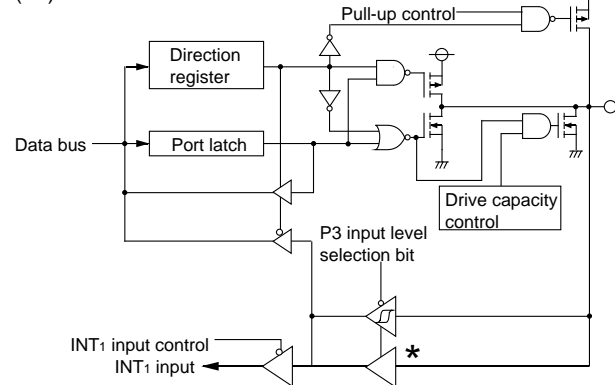 Pull-up control
Direction
register
Data bus
Port latch
Drive capacity
control
P3 input level
selection bit
*
INT1 input control
INT1 input